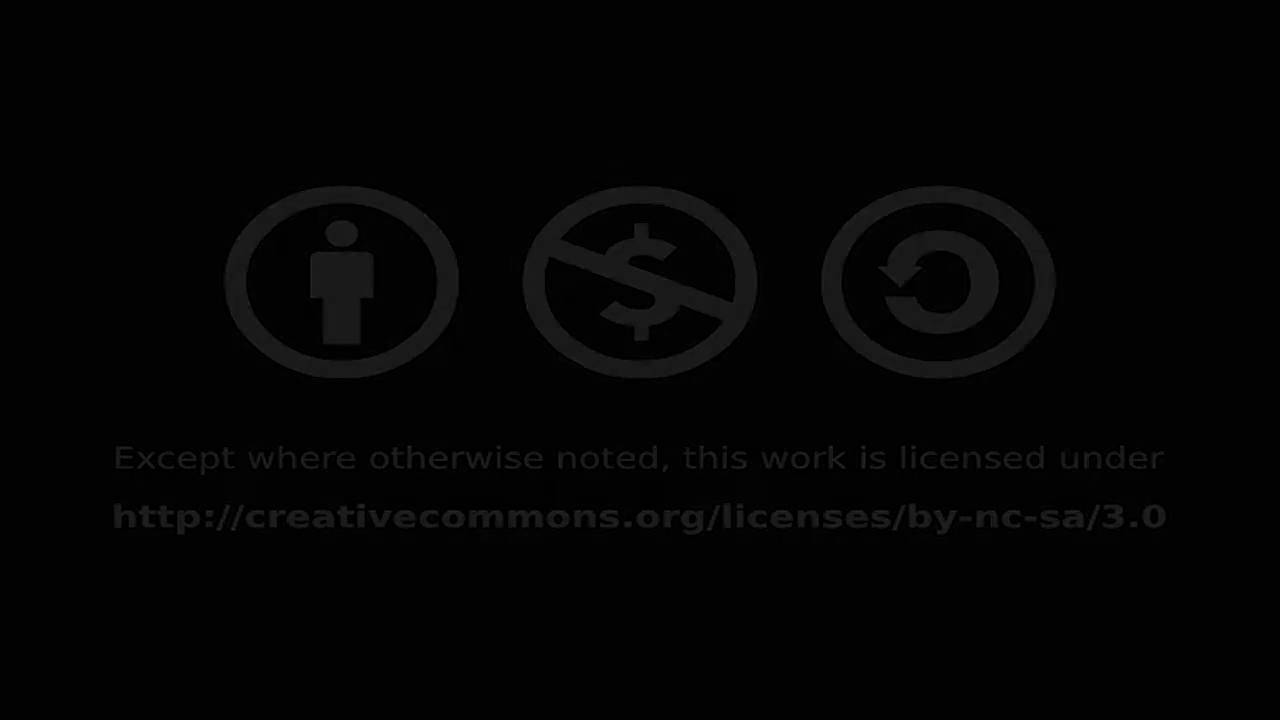 Except where otherwise noted, this work is licensed under
http://creativecommons.org/licenses/by-nc-sa/3.0